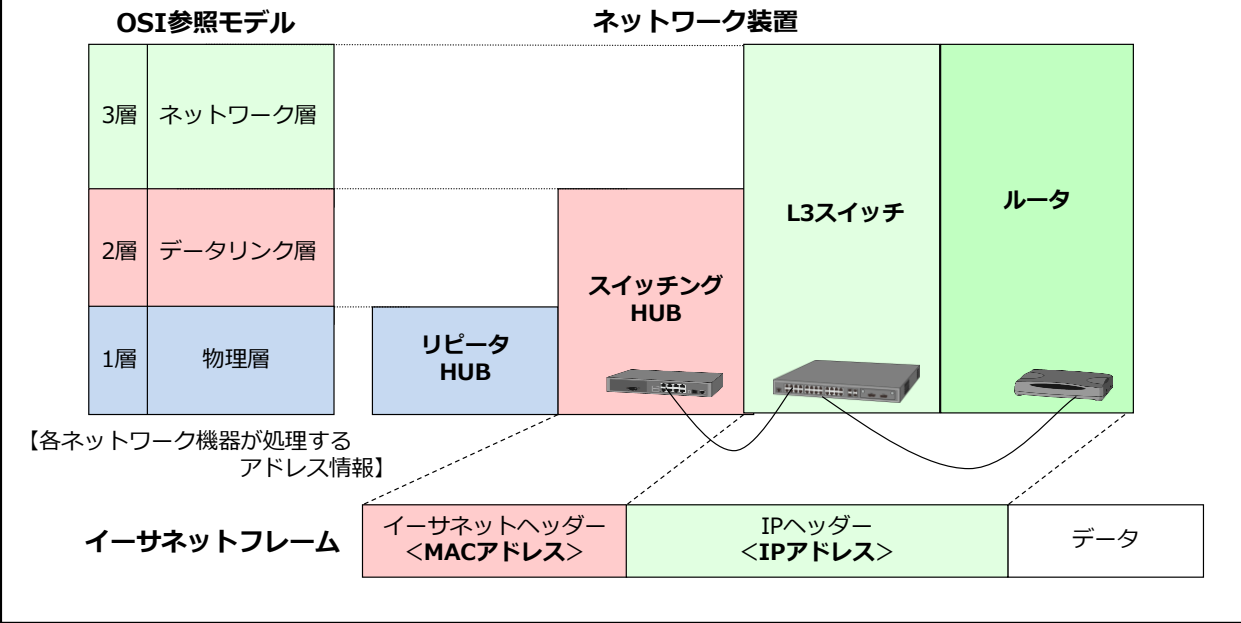 OSI参照モデル
ネットワーク装置
3層
ネットワーク層
2層
データリンク層
1層
物理層
リピータ
HUB
スイッチング
HUB
L3スイッチ
ルータ
【各ネットワーク機器が処理する
アドレス情報】
イーサネットフレーム
イーサネットヘッダー
<MACアドレス>
IPヘッダー
<IPアドレス>
データ